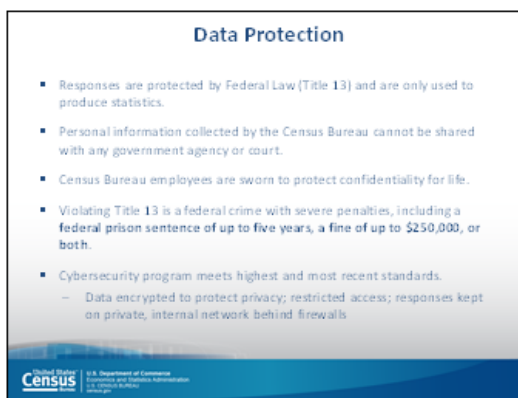 Data Protection
▪ Responses are protected by Federal Law (Title 13) and are only used to
produce statistics.
▪ Personal information collected by the Census Bureau cannot be shared
with any government agency or court.
▪ Census Bureau employees are sworn to protect confidentiality for life.
▪ Violating Title 13 is a federal crime with severe penalties, including a
federal prison sentence of up to five years, a fine of up to $250,000, or
both.
▪ Cybersecurity program meets highest and most recent standards.
– Data encrypted to protect privacy; restricted access; responses kept
on private, internal network behind firewalls
United States®
Census
Bureau
U.S. Department of Commerce
Economics and Statistics Administration
U.S. CENSUS BUREAU
census.gov